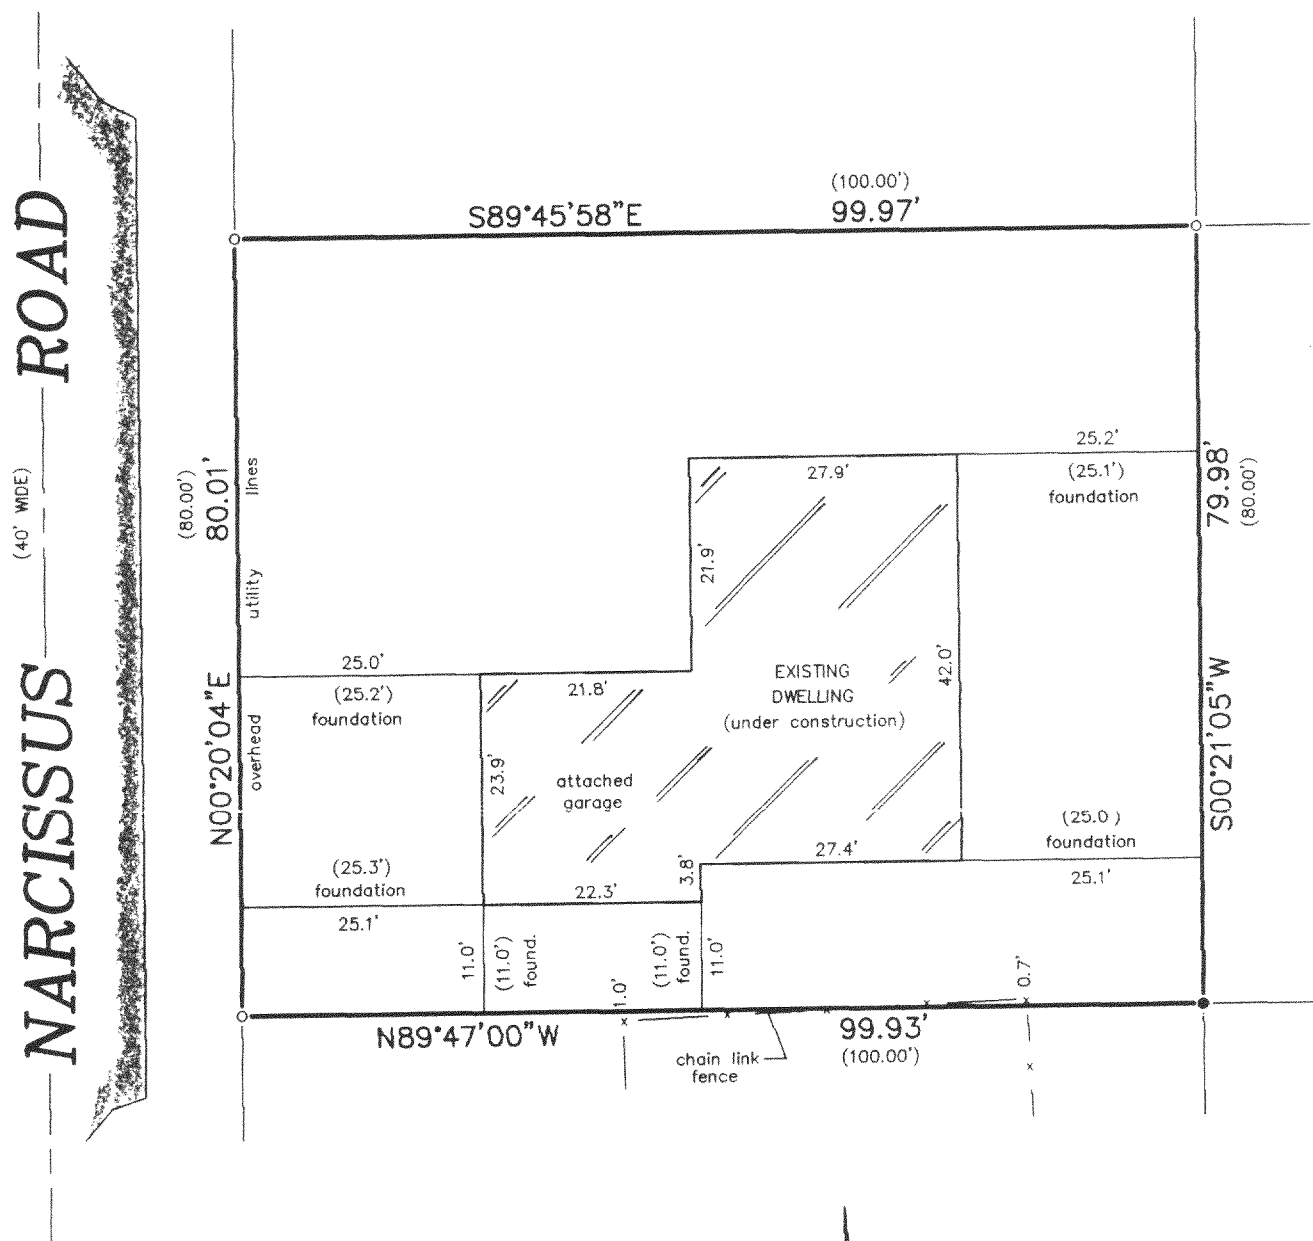 (100.00')
S89°45'58"E
99.97'
NARCISSUS ROAD
(40' WIDE)
(80.00')
80.01'
N00°20'04"E
overhead utility lines
25.2'
(25.1')
foundation
27.9'
21.9'
79.98'
(80.00')
S00°21'05"W
25.0'
(25.2')
foundation
21.8'
EXISTING
DWELLING
(under construction)
42.0'
23.9'
attached
garage
(25.0 )
foundation
25.1'
27.4'
3.8'
(25.3')
foundation
25.1'
22.3'
11.0'
(11.0')
found.
(11.0')
found.
11.0'
1.0'
0.7'
N89°47'00"W
99.93'
(100.00')
chain link
fence